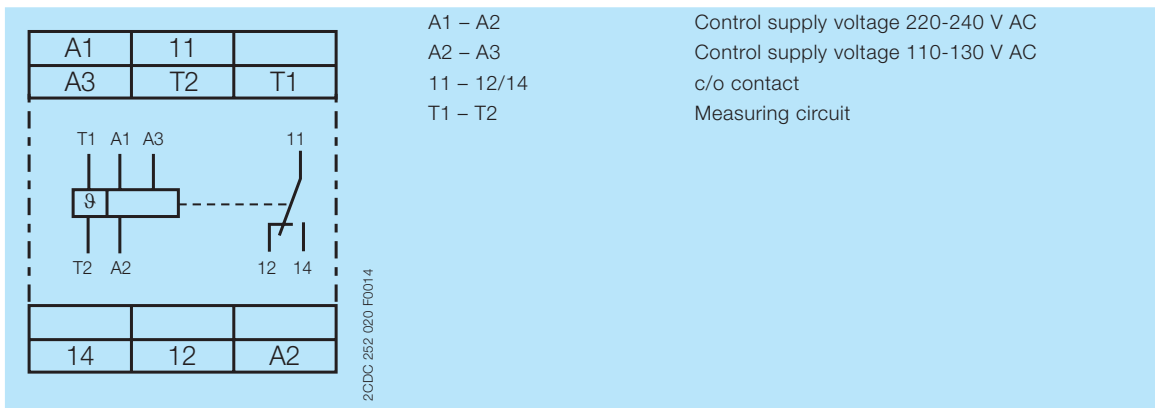 A1 11
A3 T2 T1
T1 A1 A3 11
ϑ
T2 A2 12 14
14 12 A2
2CDC 252 020 F0014
A1 – A2 Control supply voltage 220-240 V AC
A2 – A3 Control supply voltage 110-130 V AC
11 – 12/14 c/o contact
T1 – T2 Measuring circuit